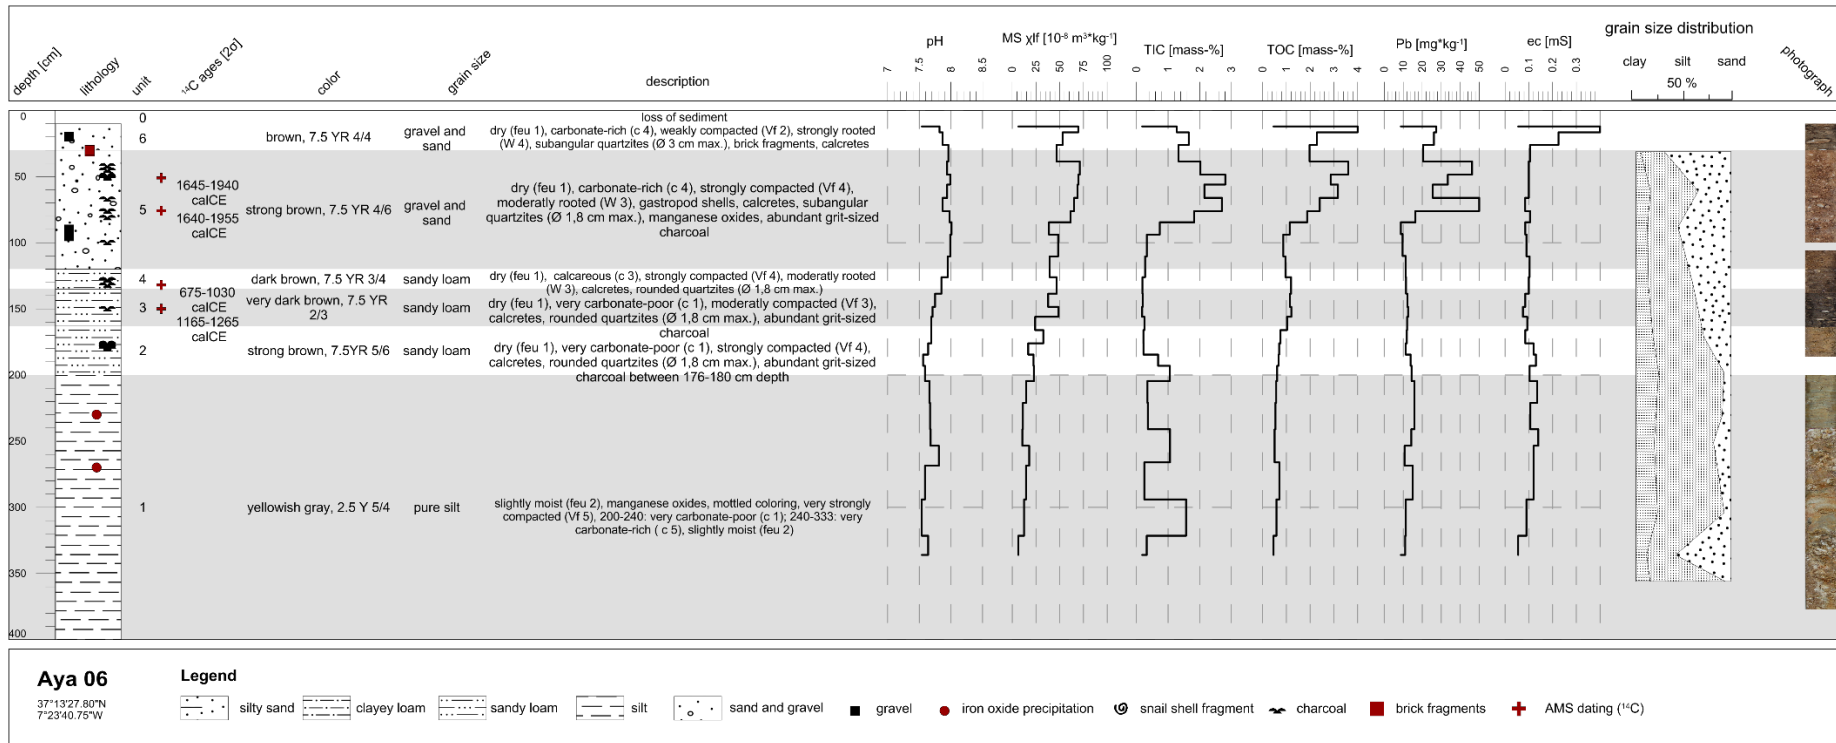 depth [cm]
lithology
unit
¹⁴C ages [2σ]
color
grain size
description
pH
7 7.5 8 8.5
MS χlf [10⁻⁸ m³*kg⁻¹]
0 25 50 75 100
TIC [mass-%]
0 1 2 3
TOC [mass-%]
0 1 2 3 4
Pb [mg*kg⁻¹]
0 10 20 30 40 50
ec [mS]
0 0.1 0.2 0.3
grain size distribution
clay silt sand
50 %
photograph
0
50
100
150
200
250
300
350
400
0
loss of sediment
6
brown, 7.5 YR 4/4
gravel and
sand
dry (feu 1), carbonate-rich (c 4), weakly compacted (Vf 2), strongly rooted
(W 4), subangular quartzites (Ø 3 cm max.), brick fragments, calcretes
5
1645-1940
calCE
1640-1955
calCE
strong brown, 7.5 YR 4/6
gravel and
sand
dry (feu 1), carbonate-rich (c 4), strongly compacted (Vf 4),
moderatly rooted (W 3), gastropod shells, calcretes, subangular
quartzites (Ø 1,8 cm max.), manganese oxides, abundant grit-sized
charcoal
4
dark brown, 7.5 YR 3/4
sandy loam
dry (feu 1), calcareous (c 3), strongly compacted (Vf 4), moderatly rooted
(W 3), calcretes, rounded quartzites (Ø 1,8 cm max.)
675-1030
calCE
1165-1265
calCE
3
very dark brown, 7.5 YR
2/3
sandy loam
dry (feu 1), very carbonate-poor (c 1), moderatly compacted (Vf 3),
calcretes, rounded quartzites (Ø 1,8 cm max.), abundant grit-sized
charcoal
2
strong brown, 7.5YR 5/6
sandy loam
dry (feu 1), very carbonate-poor (c 1), strongly compacted (Vf 4),
calcretes, rounded quartzites (Ø 1,8 cm max.), abundant grit-sized
charcoal between 176-180 cm depth
1
yellowish gray, 2.5 Y 5/4
pure silt
slightly moist (feu 2), manganese oxides, mottled coloring, very strongly
compacted (Vf 5), 200-240: very carbonate-poor (c 1); 240-333: very
carbonate-rich ( c 5), slightly moist (feu 2)
Aya 06
37°13'27.80"N
7°23'40.75"W
Legend
silty sand
clayey loam
sandy loam
silt
sand and gravel
gravel
iron oxide precipitation
snail shell fragment
charcoal
brick fragments
AMS dating (¹⁴C)